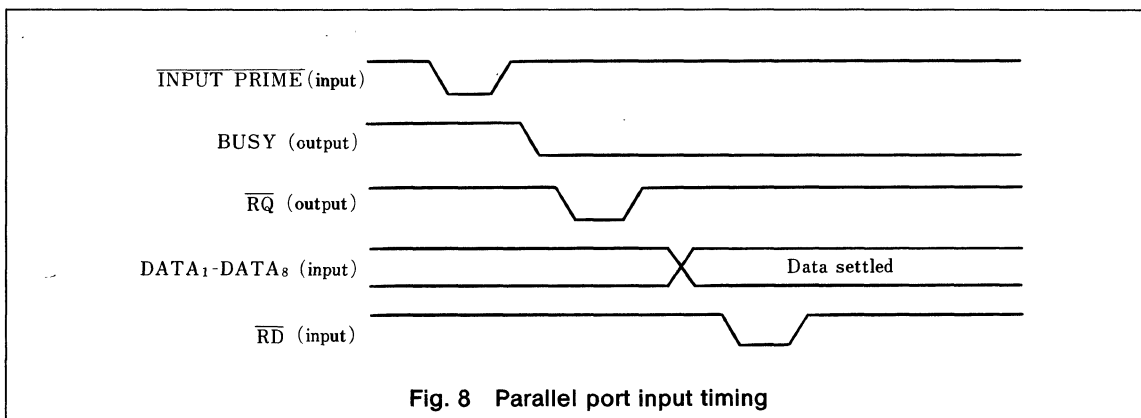 INPUT PRIME (input)
BUSY (output)
RQ (output)
DATA₁-DATA₈ (input)
Data settled
RD (input)
Fig. 8 Parallel port input timing